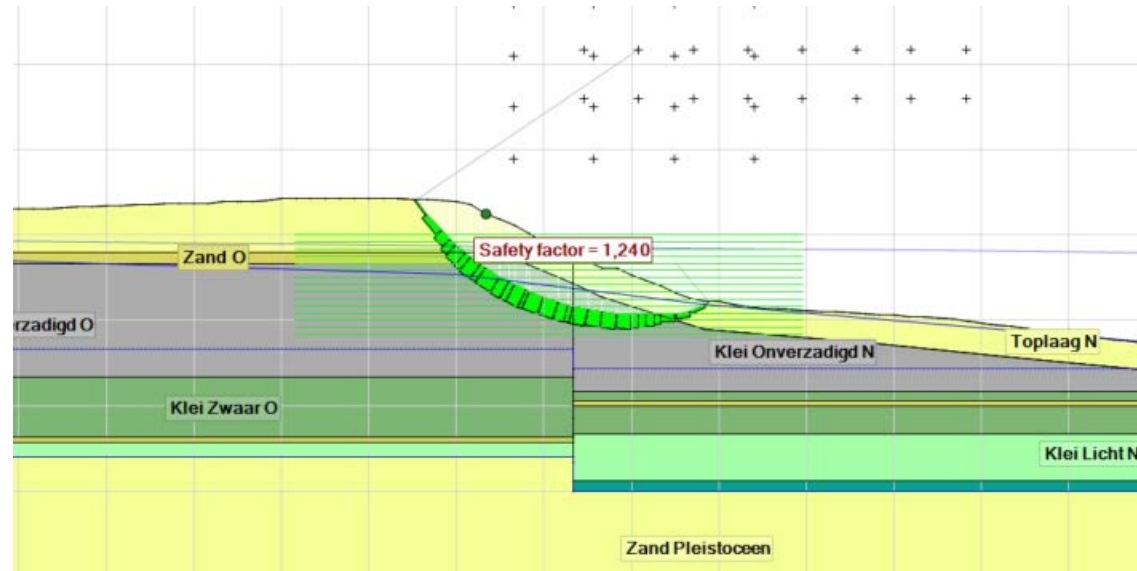 Safety factor = 1,240
Zand O
rzadigd O
Toplaag N
Klei Onverzadigd N
Klei Zwaar O
Klei Licht N
Zand Pleistoceen